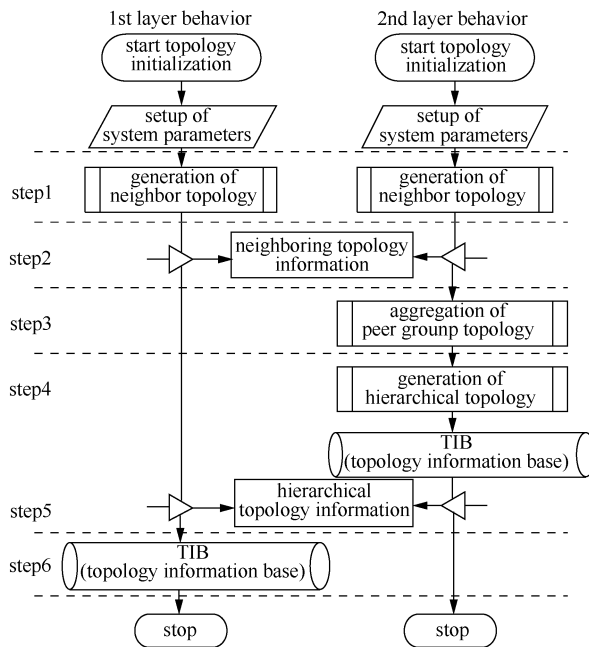 1st layer behavior
2nd layer behavior
start topology
initialization
start topology
initialization
setup of
system parameters
setup of
system parameters
step1
generation of
neighbor topology
generation of
neighbor topology
step2
neighboring topology
information
step3
aggregation of
peer grounp topology
step4
generation of
hierarchical topology
TIB
(topology information base)
step5
hierarchical
topology information
step6
TIB
(topology information base)
stop
stop